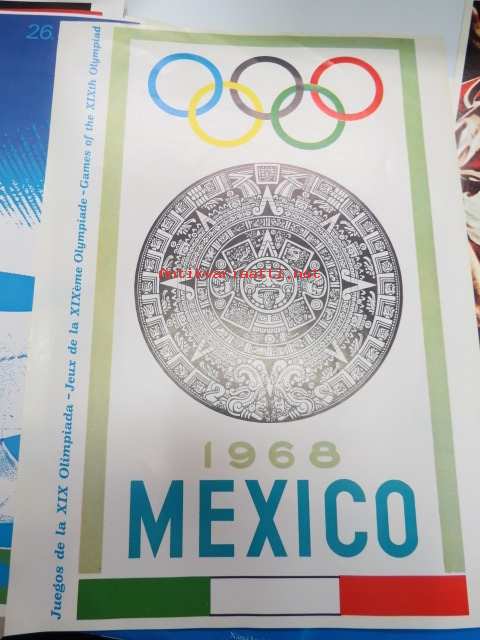 26.
Juegos de la XIX Olimpiada - Jeux de la XIXème Olympiade - Games of the XIXth Olympiad
Antikvariaatti.net
1968
MEXICO